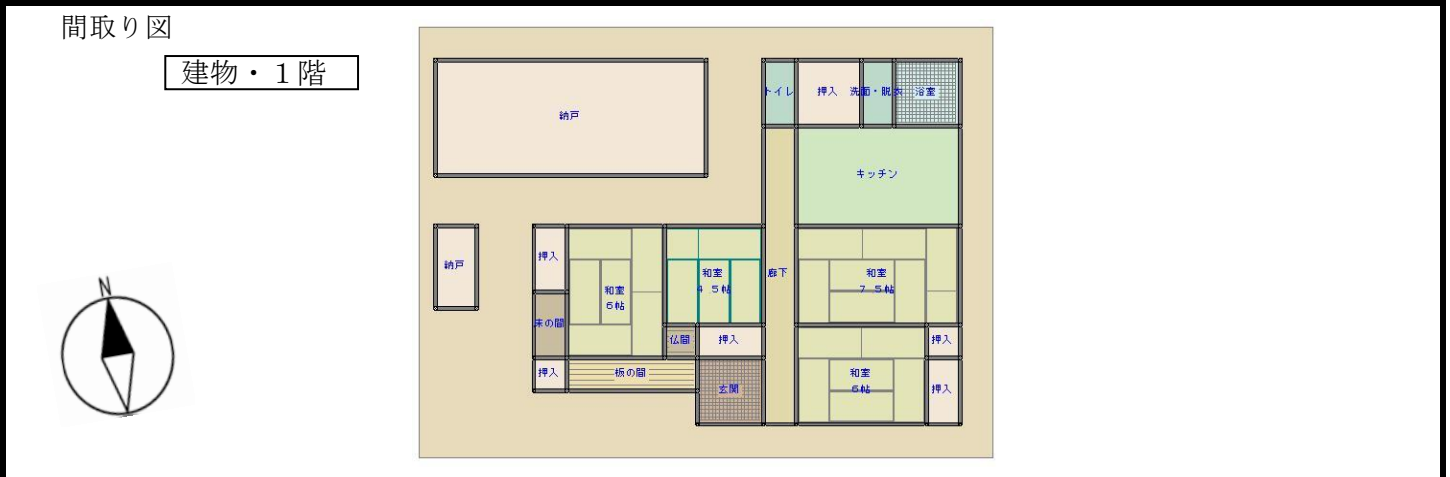 間取り図
建物・１階
納戸
トイレ
押入
洗面・脱衣
浴室
キッチン
納戸
押入
和室
6帖
和室
4 5帖
廊下
和室
7 5帖
床の間
仏間
押入
押入
板の間
玄関
和室
6帖
押入
押入
N